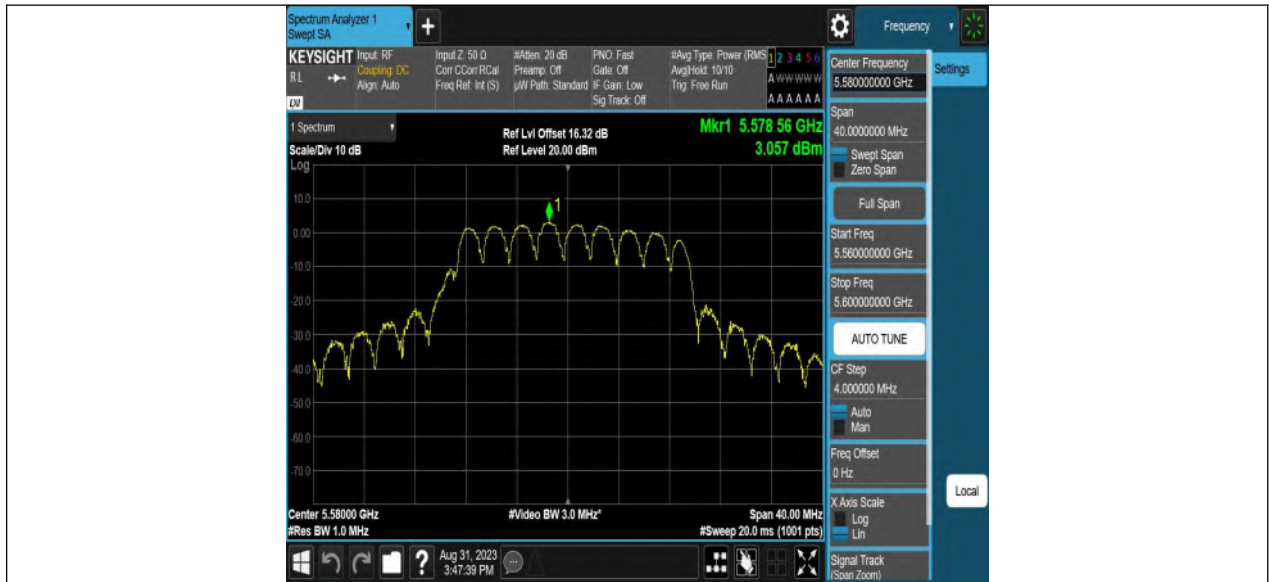 Spectrum Analyzer 1
Swept SA
+
Frequency
KEYSIGHT
RL
LXI
Input: RF
Coupling: DC
Align: Auto
Input Z: 50 Ω
Corr CCorr RCal
Freq Ref: Int (S)
#Atten: 20 dB
Preamp: Off
µW Path: Standard
PNO: Fast
Gate: Off
IF Gain: Low
Sig Track: Off
#Avg Type: Power (RMS
Avg|Hold: 10/10
Trig: Free Run
1 2 3 4 5 6
A W W W W W
A A A A A A
1 Spectrum
Scale/Div 10 dB
Log
Ref Lvl Offset 16.32 dB
Ref Level 20.00 dBm
Mkr1 5.578 56 GHz
3.057 dBm
1
10.0
0.00
-10.0
-20.0
-30.0
-40.0
-50.0
-60.0
-70.0
Center 5.58000 GHz
#Res BW 1.0 MHz
#Video BW 3.0 MHz*
Span 40.00 MHz
#Sweep 20.0 ms (1001 pts)
?
Aug 31, 2023
3:47:39 PM
Center Frequency
5.580000000 GHz
Settings
Span
40.0000000 MHz
Swept Span
Zero Span
Full Span
Start Freq
5.560000000 GHz
Stop Freq
5.600000000 GHz
AUTO TUNE
CF Step
4.000000 MHz
Auto
Man
Freq Offset
0 Hz
X Axis Scale
Log
Lin
Local
Signal Track
(Span Zoom)